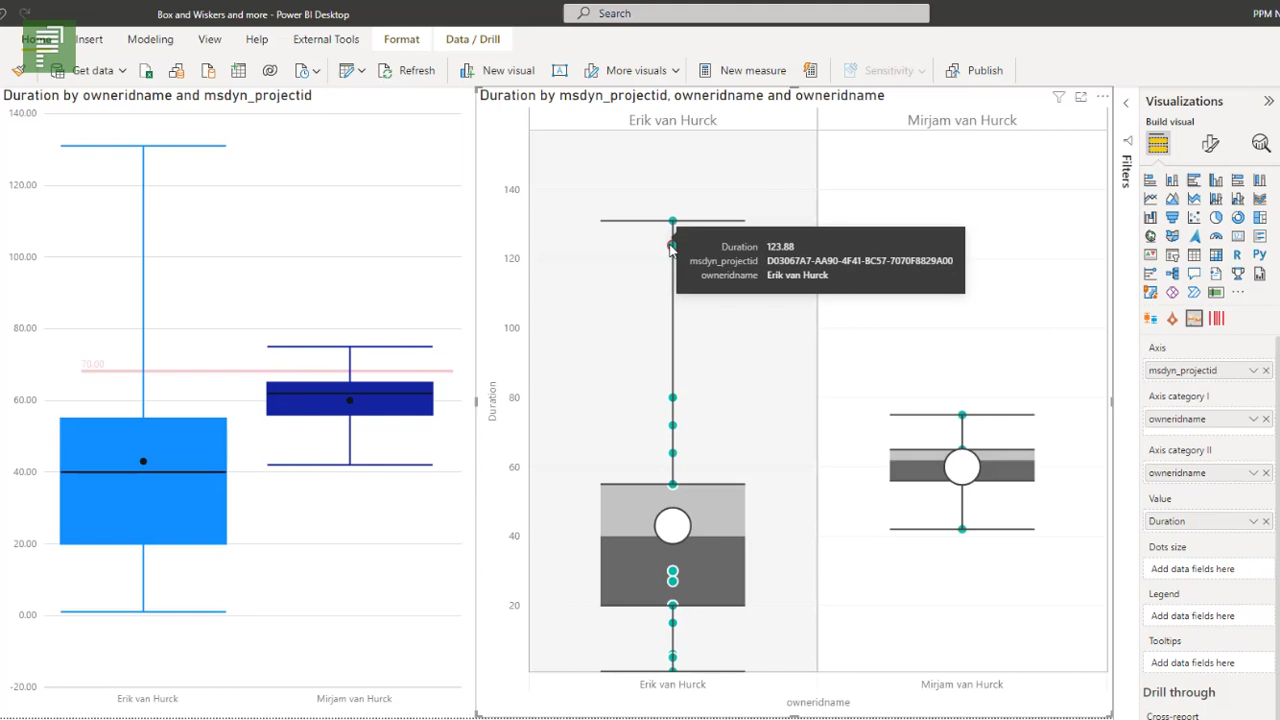 Box and Wiskers and more - Power BI Desktop
Search
PPM N
Home
Insert
Modeling
View
Help
External Tools
Format
Data / Drill
Get data
Refresh
New visual
More visuals
New measure
Sensitivity
Publish
Duration by owneridname and msdyn_projectid
140.00
120.00
100.00
80.00
60.00
40.00
20.00
0.00
-20.00
70.00
Erik van Hurck
Mirjam van Hurck
Duration by msdyn_projectid, owneridname and owneridname
Erik van Hurck
Mirjam van Hurck
Duration
140
120
100
80
60
40
20
Duration 123.88
msdyn_projectid D03067A7-AA90-4F41-BC57-7070F8829A00
owneridname Erik van Hurck
Erik van Hurck
Mirjam van Hurck
owneridname
Filters
Visualizations
Build visual
R
Py
Axis
msdyn_projectid
Axis category I
owneridname
Axis category II
owneridname
Value
Duration
Dots size
Add data fields here
Legend
Add data fields here
Tooltips
Add data fields here
Drill through
Cross-report